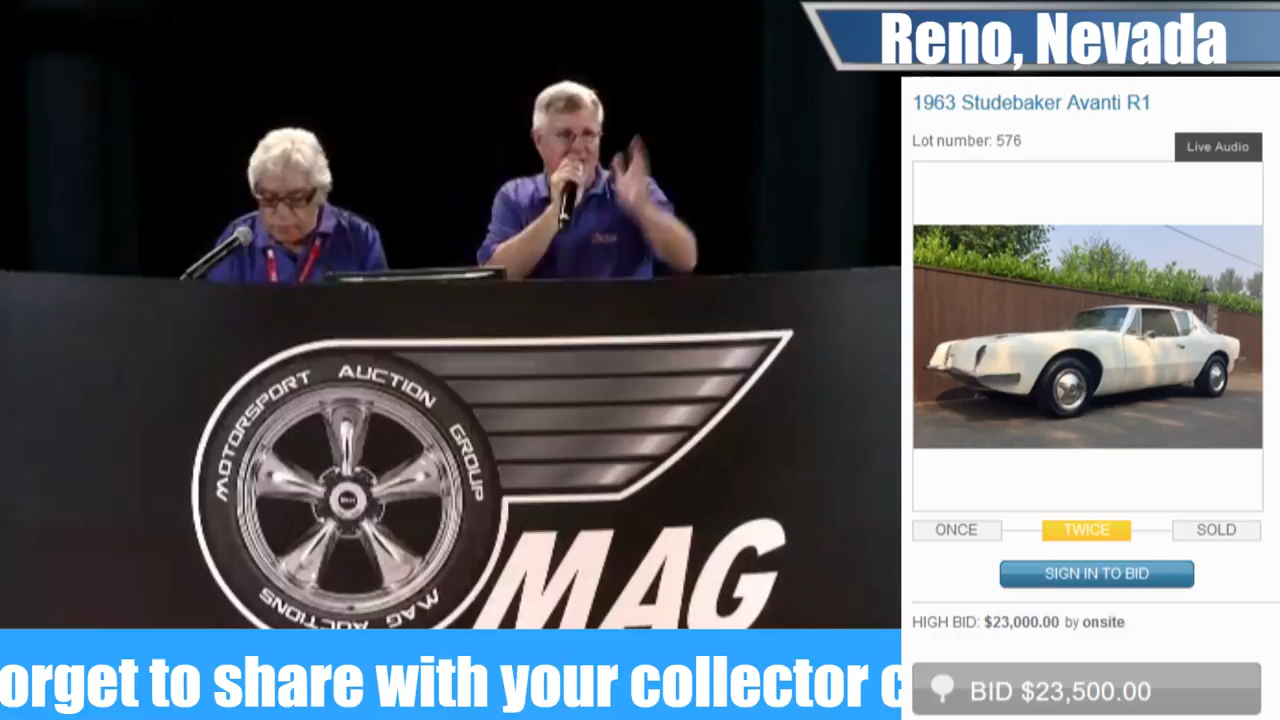 Reno, Nevada
1963 Studebaker Avanti R1
Lot number: 576
Live Audio
MOTORSPORT AUCTION GROUP
MAG AUCTIONS
MAG
ONCE
TWICE
SOLD
SIGN IN TO BID
HIGH BID: $23,000.00 by onsite
BID $23,500.00
orget to share with your collector c